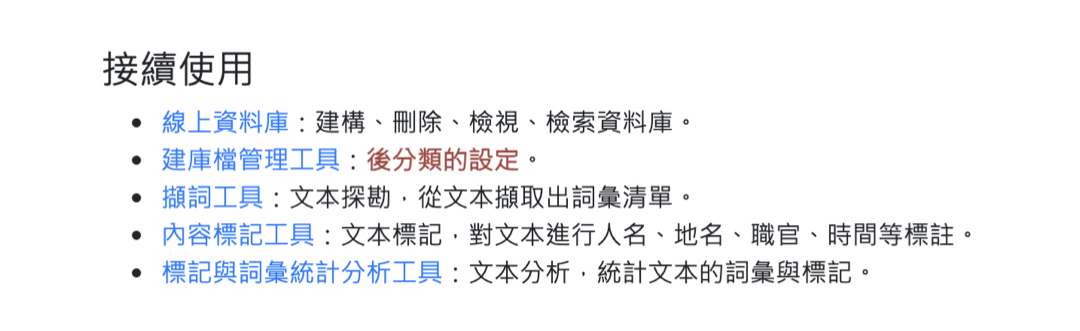 接續使用
線上資料庫：建構、刪除、檢視、檢索資料庫。
建庫檔管理工具：後分類的設定。
擷詞工具：文本探勘，從文本擷取出詞彙清單。
內容標記工具：文本標記，對文本進行人名、地名、職官、時間等標註。
標記與詞彙統計分析工具：文本分析，統計文本的詞彙與標記。